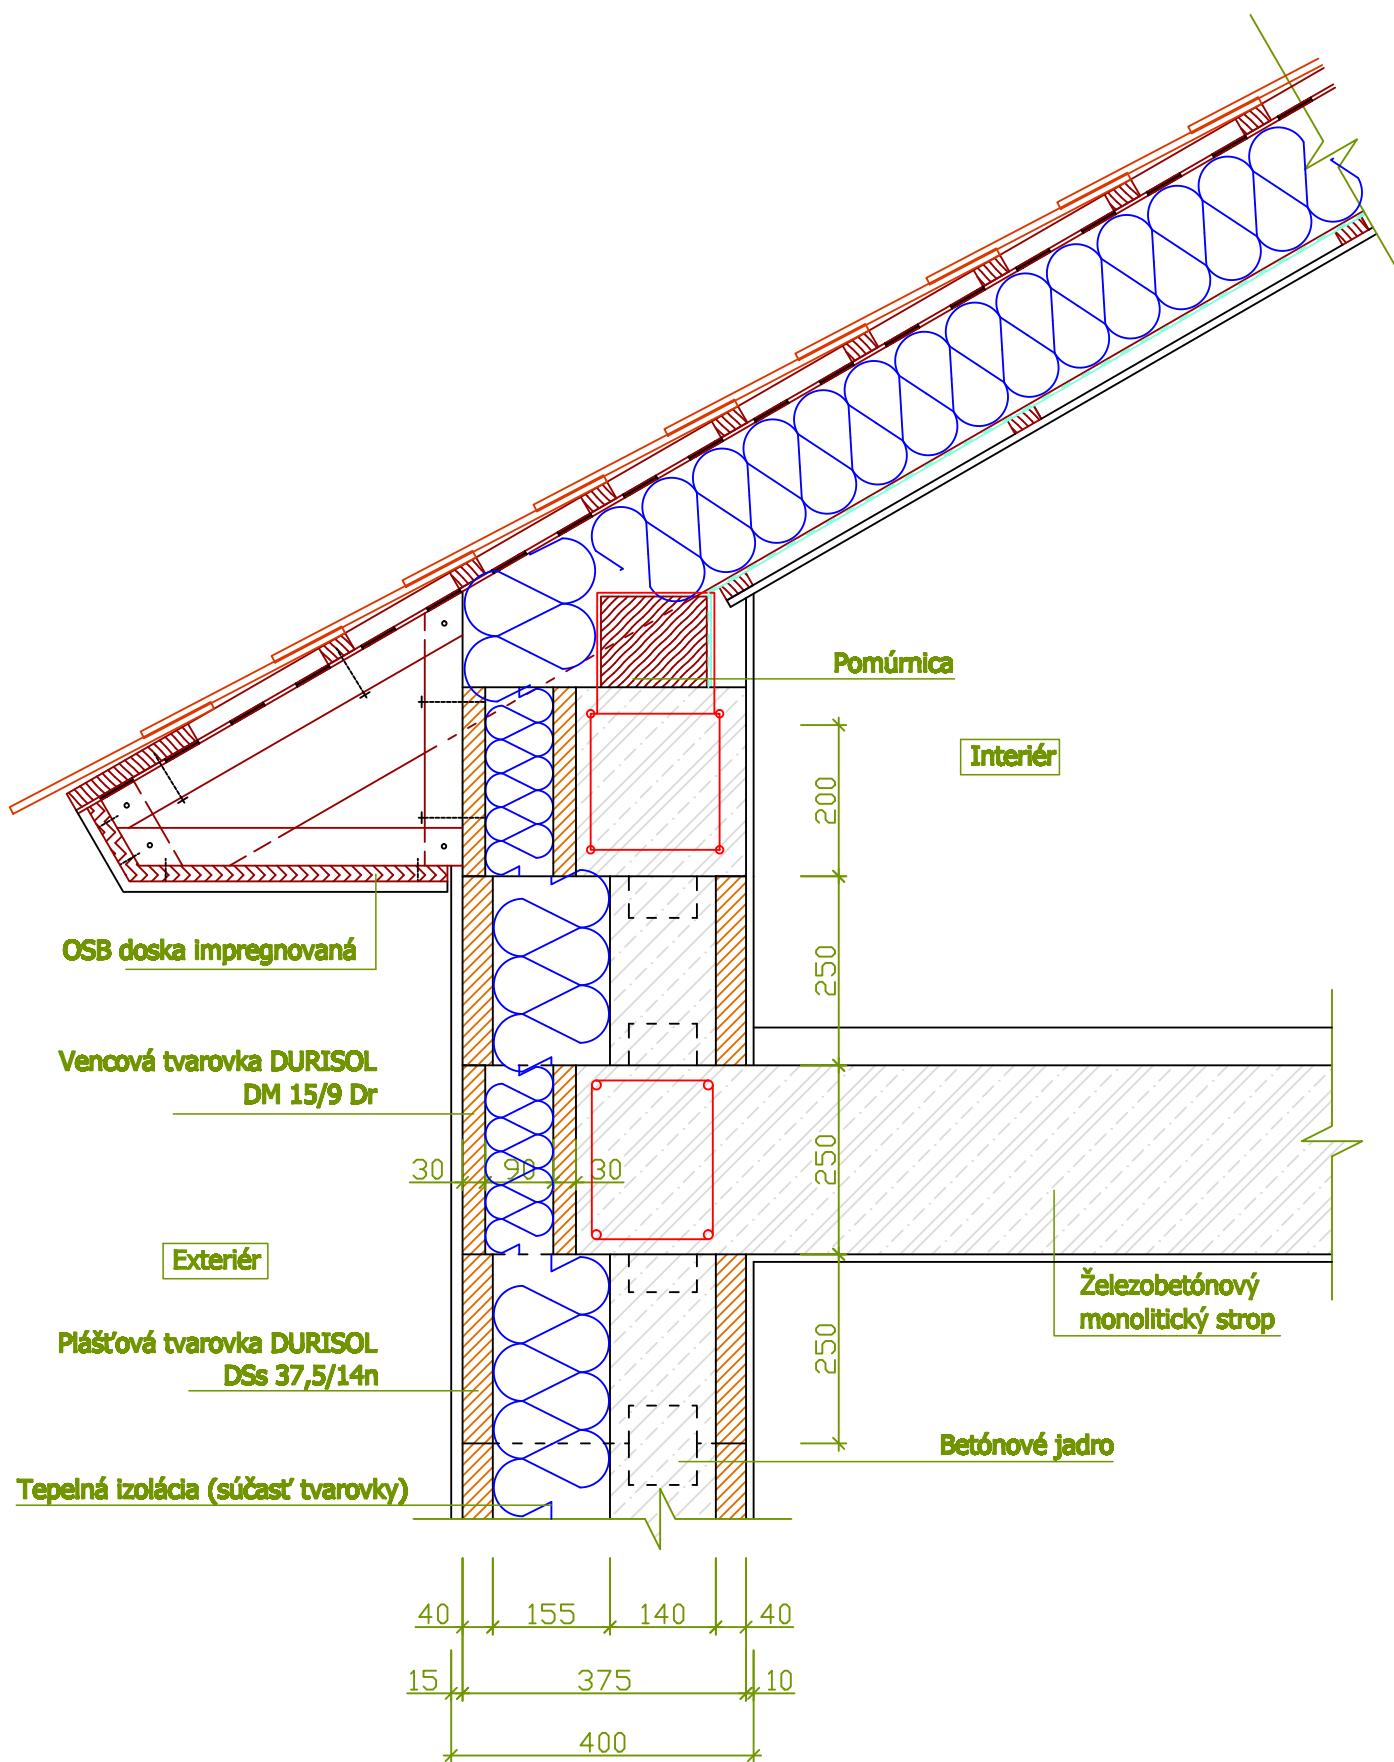 Pomúrnica
Interiér
200
OSB doska impregnovaná
250
Vencová tvarovka DURISOL
DM 15/9 Dr
30
90
30
250
Exteriér
Železobetónový
monolitický strop
Plášťová tvarovka DURISOL
DSs 37,5/14n
250
Betónové jadro
Tepelná izolácia (súčasť tvarovky)
40
155
140
40
15
375
10
400